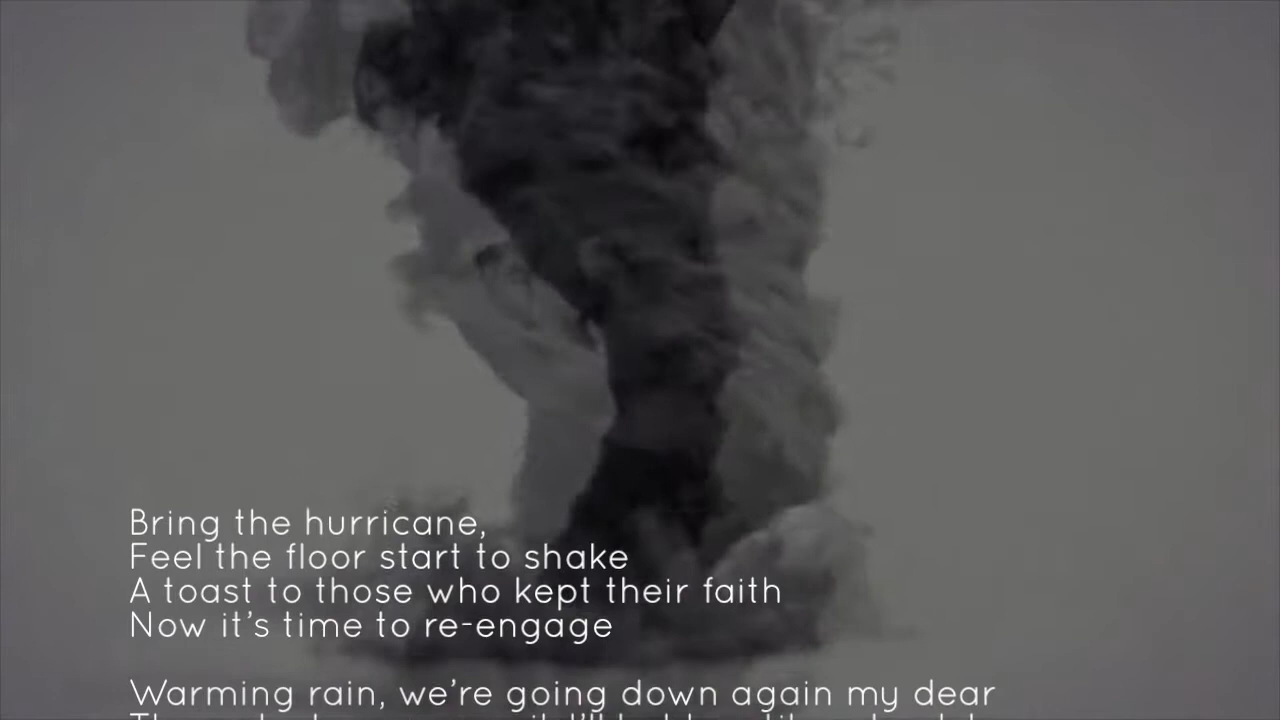 Bring the hurricane,
Feel the floor start to shake
A toast to those who kept their faith
Now it's time to re-engage
Warming rain, we're going down again my dear